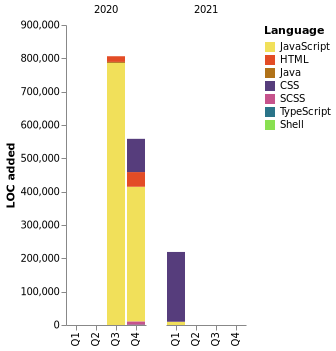 2020 2021
Language
JavaScript
HTML
Java
CSS
SCSS
TypeScript
Shell
LOC added
900,000
800,000
700,000
600,000
500,000
400,000
300,000
200,000
100,000
0
Q1 Q2 Q3 Q4 Q1 Q2 Q3 Q4